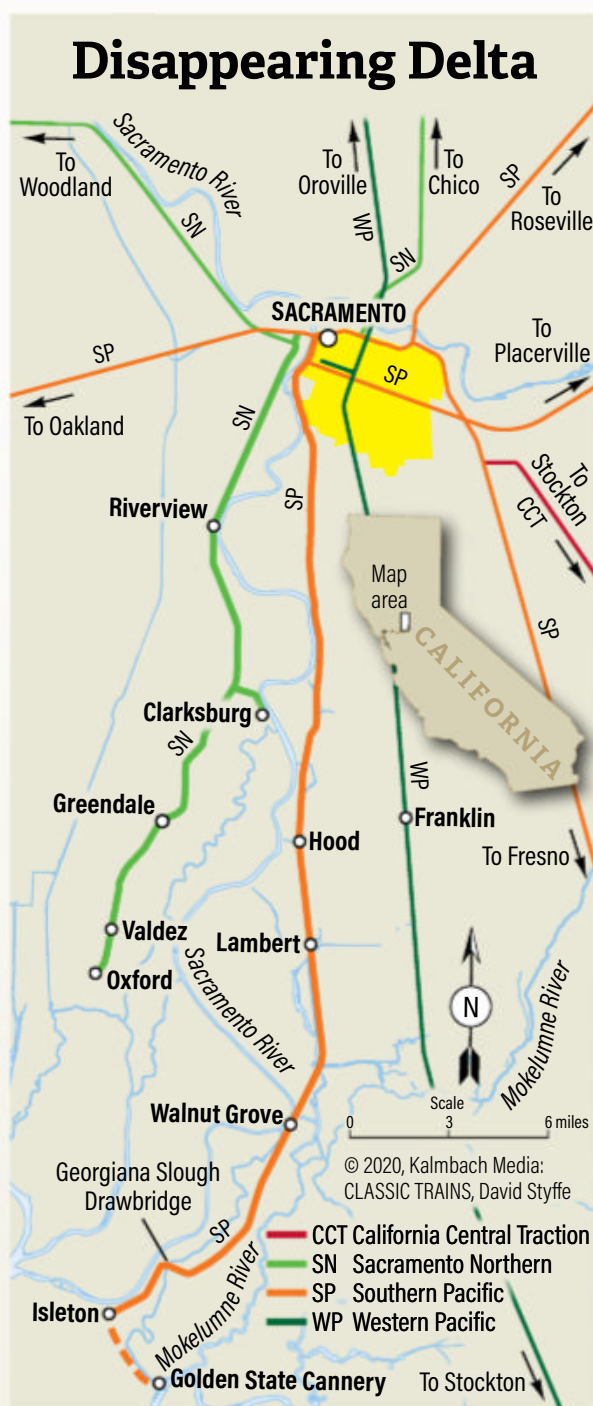 Disappearing Delta
To
Woodland
Sacramento River
SN
To
Oroville
WP
To
Chico
SN
SP
To
Roseville
SACRAMENTO
To
Placerville
SP
SP
To Oakland
SN
SP
To
Stockton
CCT
Riverview
Map
area
CALIFORNIA
SP
Clarksburg
SN
WP
Greendale
Franklin
Hood
To Fresno
Valdez
Lambert
Oxford
Sacramento River
N
Mokelumne River
Scale
0 3 6 miles
Walnut Grove
© 2020, Kalmbach Media:
CLASSIC TRAINS, David Styffe
Georgiana Slough
Drawbridge
SP
CCT California Central Traction
SN Sacramento Northern
SP Southern Pacific
WP Western Pacific
Mokelumne River
Isleton
Golden State Cannery
To Stockton